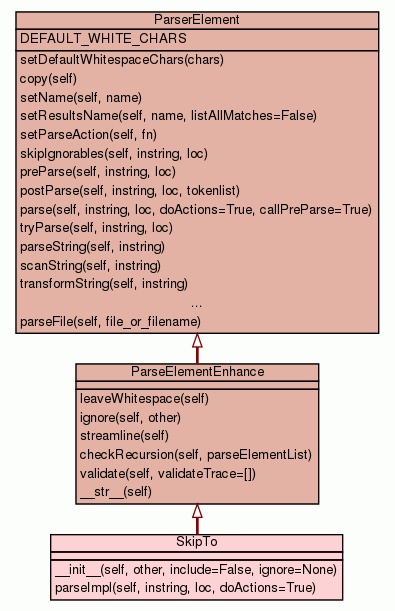 ParserElement
DEFAULT_WHITE_CHARS
setDefaultWhitespaceChars(chars)
copy(self)
setName(self, name)
setResultsName(self, name, listAllMatches=False)
setParseAction(self, fn)
skipIgnorables(self, instring, loc)
preParse(self, instring, loc)
postParse(self, instring, loc, tokenlist)
parse(self, instring, loc, doActions=True, callPreParse=True)
tryParse(self, instring, loc)
parseString(self, instring)
scanString(self, instring)
transformString(self, instring)
...
parseFile(self, file_or_filename)
ParseElementEnhance
leaveWhitespace(self)
ignore(self, other)
streamline(self)
checkRecursion(self, parseElementList)
validate(self, validateTrace=[])
__str__(self)
SkipTo
__init__(self, other, include=False, ignore=None)
parseImpl(self, instring, loc, doActions=True)